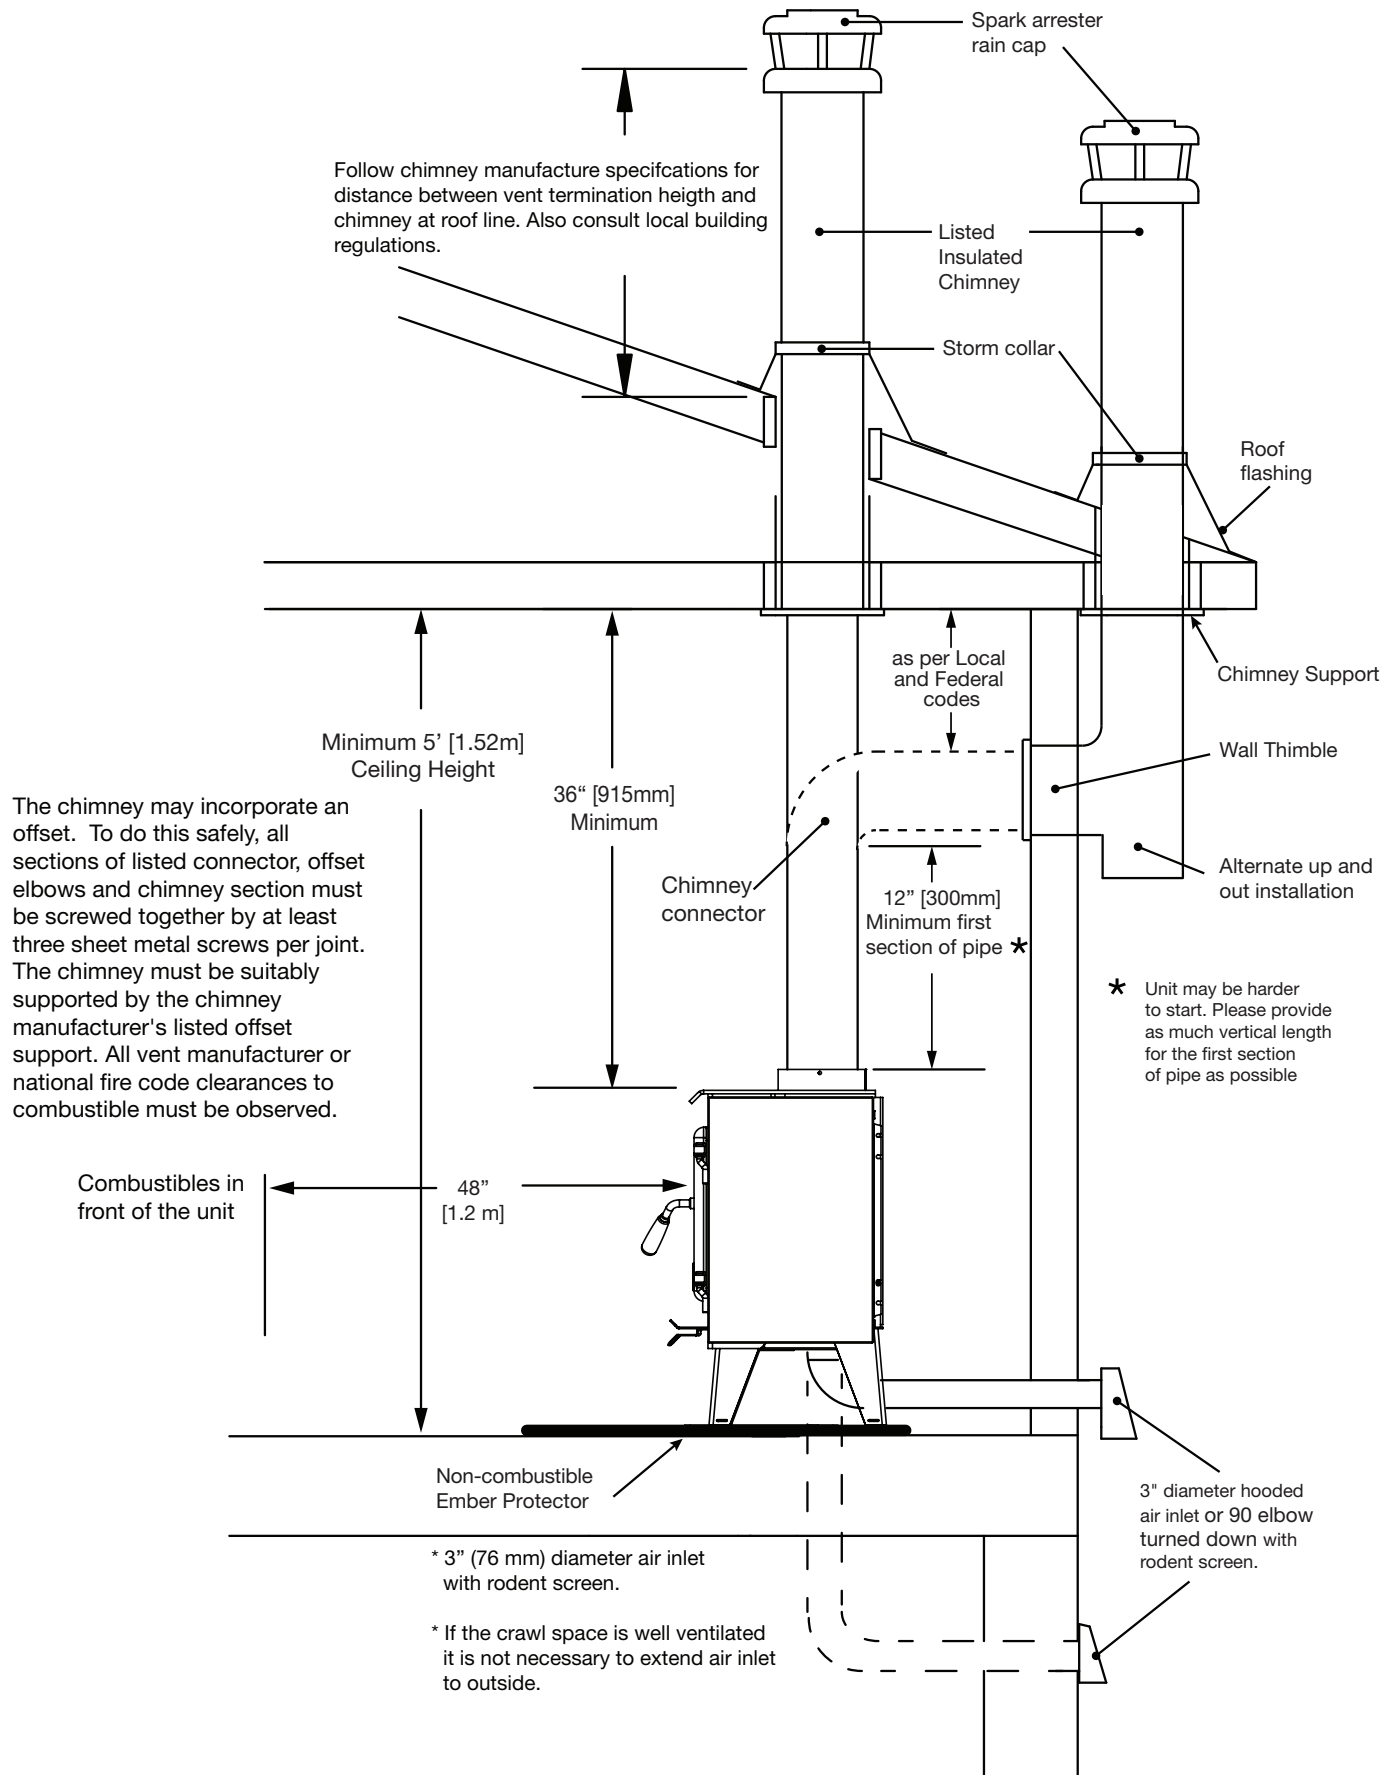 Spark arrester
rain cap
Follow chimney manufacture specifcations for
distance between vent termination heigth and
chimney at roof line. Also consult local building
regulations.
Listed
Insulated
Chimney
Storm collar
Roof
flashing
as per Local
and Federal
codes
Chimney Support
Minimum 5’ [1.52m]
Ceiling Height
Wall Thimble
36“ [915mm]
Minimum
The chimney may incorporate an
offset.  To do this safely, all
sections of listed connector, offset
elbows and chimney section must
be screwed together by at least
three sheet metal screws per joint.
The chimney must be suitably
supported by the chimney
manufacturer's listed offset
support. All vent manufacturer or
national fire code clearances to
combustible must be observed.
Chimney
connector
12” [300mm]
Minimum first
section of pipe *
Alternate up and
out installation
* Unit may be harder
to start. Please provide
as much vertical length
for the first section
of pipe as possible
Combustibles in
front of the unit
48”
[1.2 m]
Non-combustible
Ember Protector
3" diameter hooded
air inlet or 90 elbow
turned down with
rodent screen.
* 3” (76 mm) diameter air inlet
with rodent screen.
* If the crawl space is well ventilated
it is not necessary to extend air inlet
to outside.